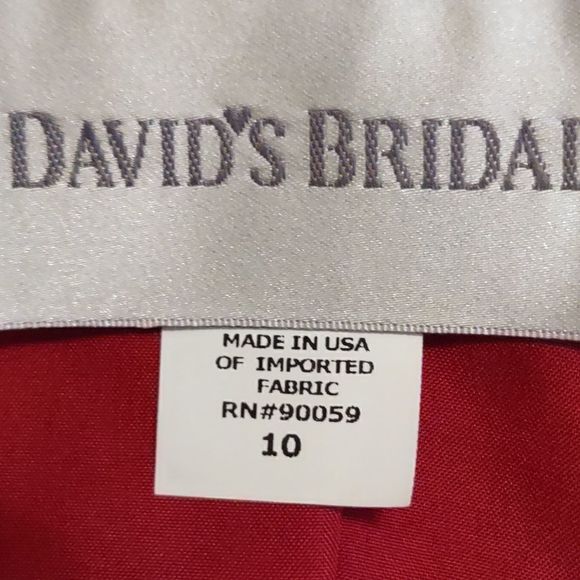 DAVID'S BRIDAL
MADE IN USA
OF IMPORTED
FABRIC
RN#90059
10